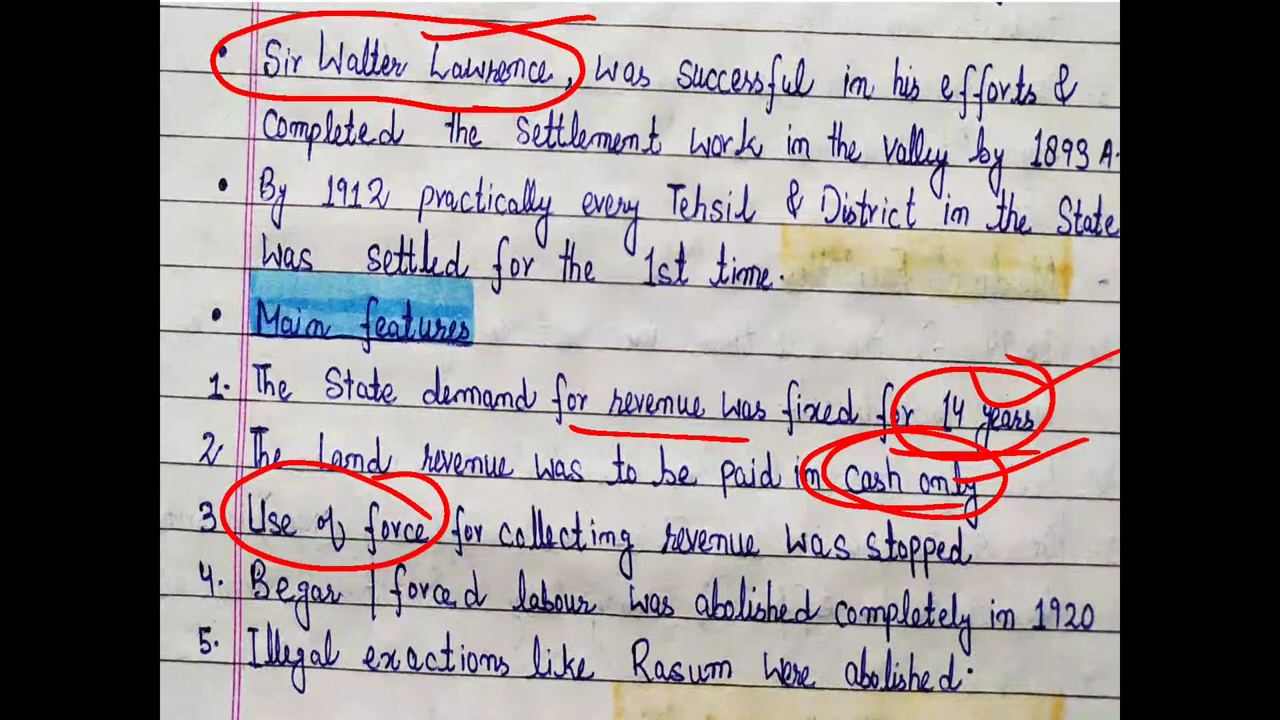 • Sir Walter Lawrence, was successful in his efforts &
completed the settlement work in the valley by 1893 A.
• By 1912 practically every Tehsil & District in the State
was settled for the 1st time.
• Main features
1. The State demand for revenue was fixed for 14 years
2. The land revenue was to be paid in cash only
3 Use of force for collecting revenue was stopped
4. Begar / forced labour was abolished completely in 1920
5. Illegal exactions like Rasum were abolished.